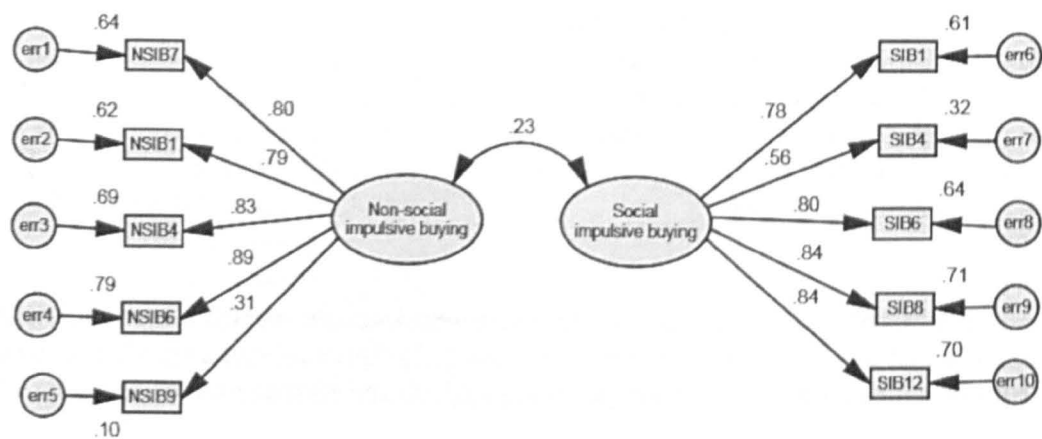 .64
err1
NSIB7
.80
.62
err2
NSIB1
.79
.69
err3
NSIB4
.83
.79
err4
NSIB6
.89
err5
NSIB9
.31
.10
Non-social
impulsive buying
.23
Social
impulsive buying
.61
SIB1
err6
.78
.32
SIB4
err7
.56
.64
SIB6
err8
.80
.71
SIB8
err9
.84
.70
SIB12
err10
.84